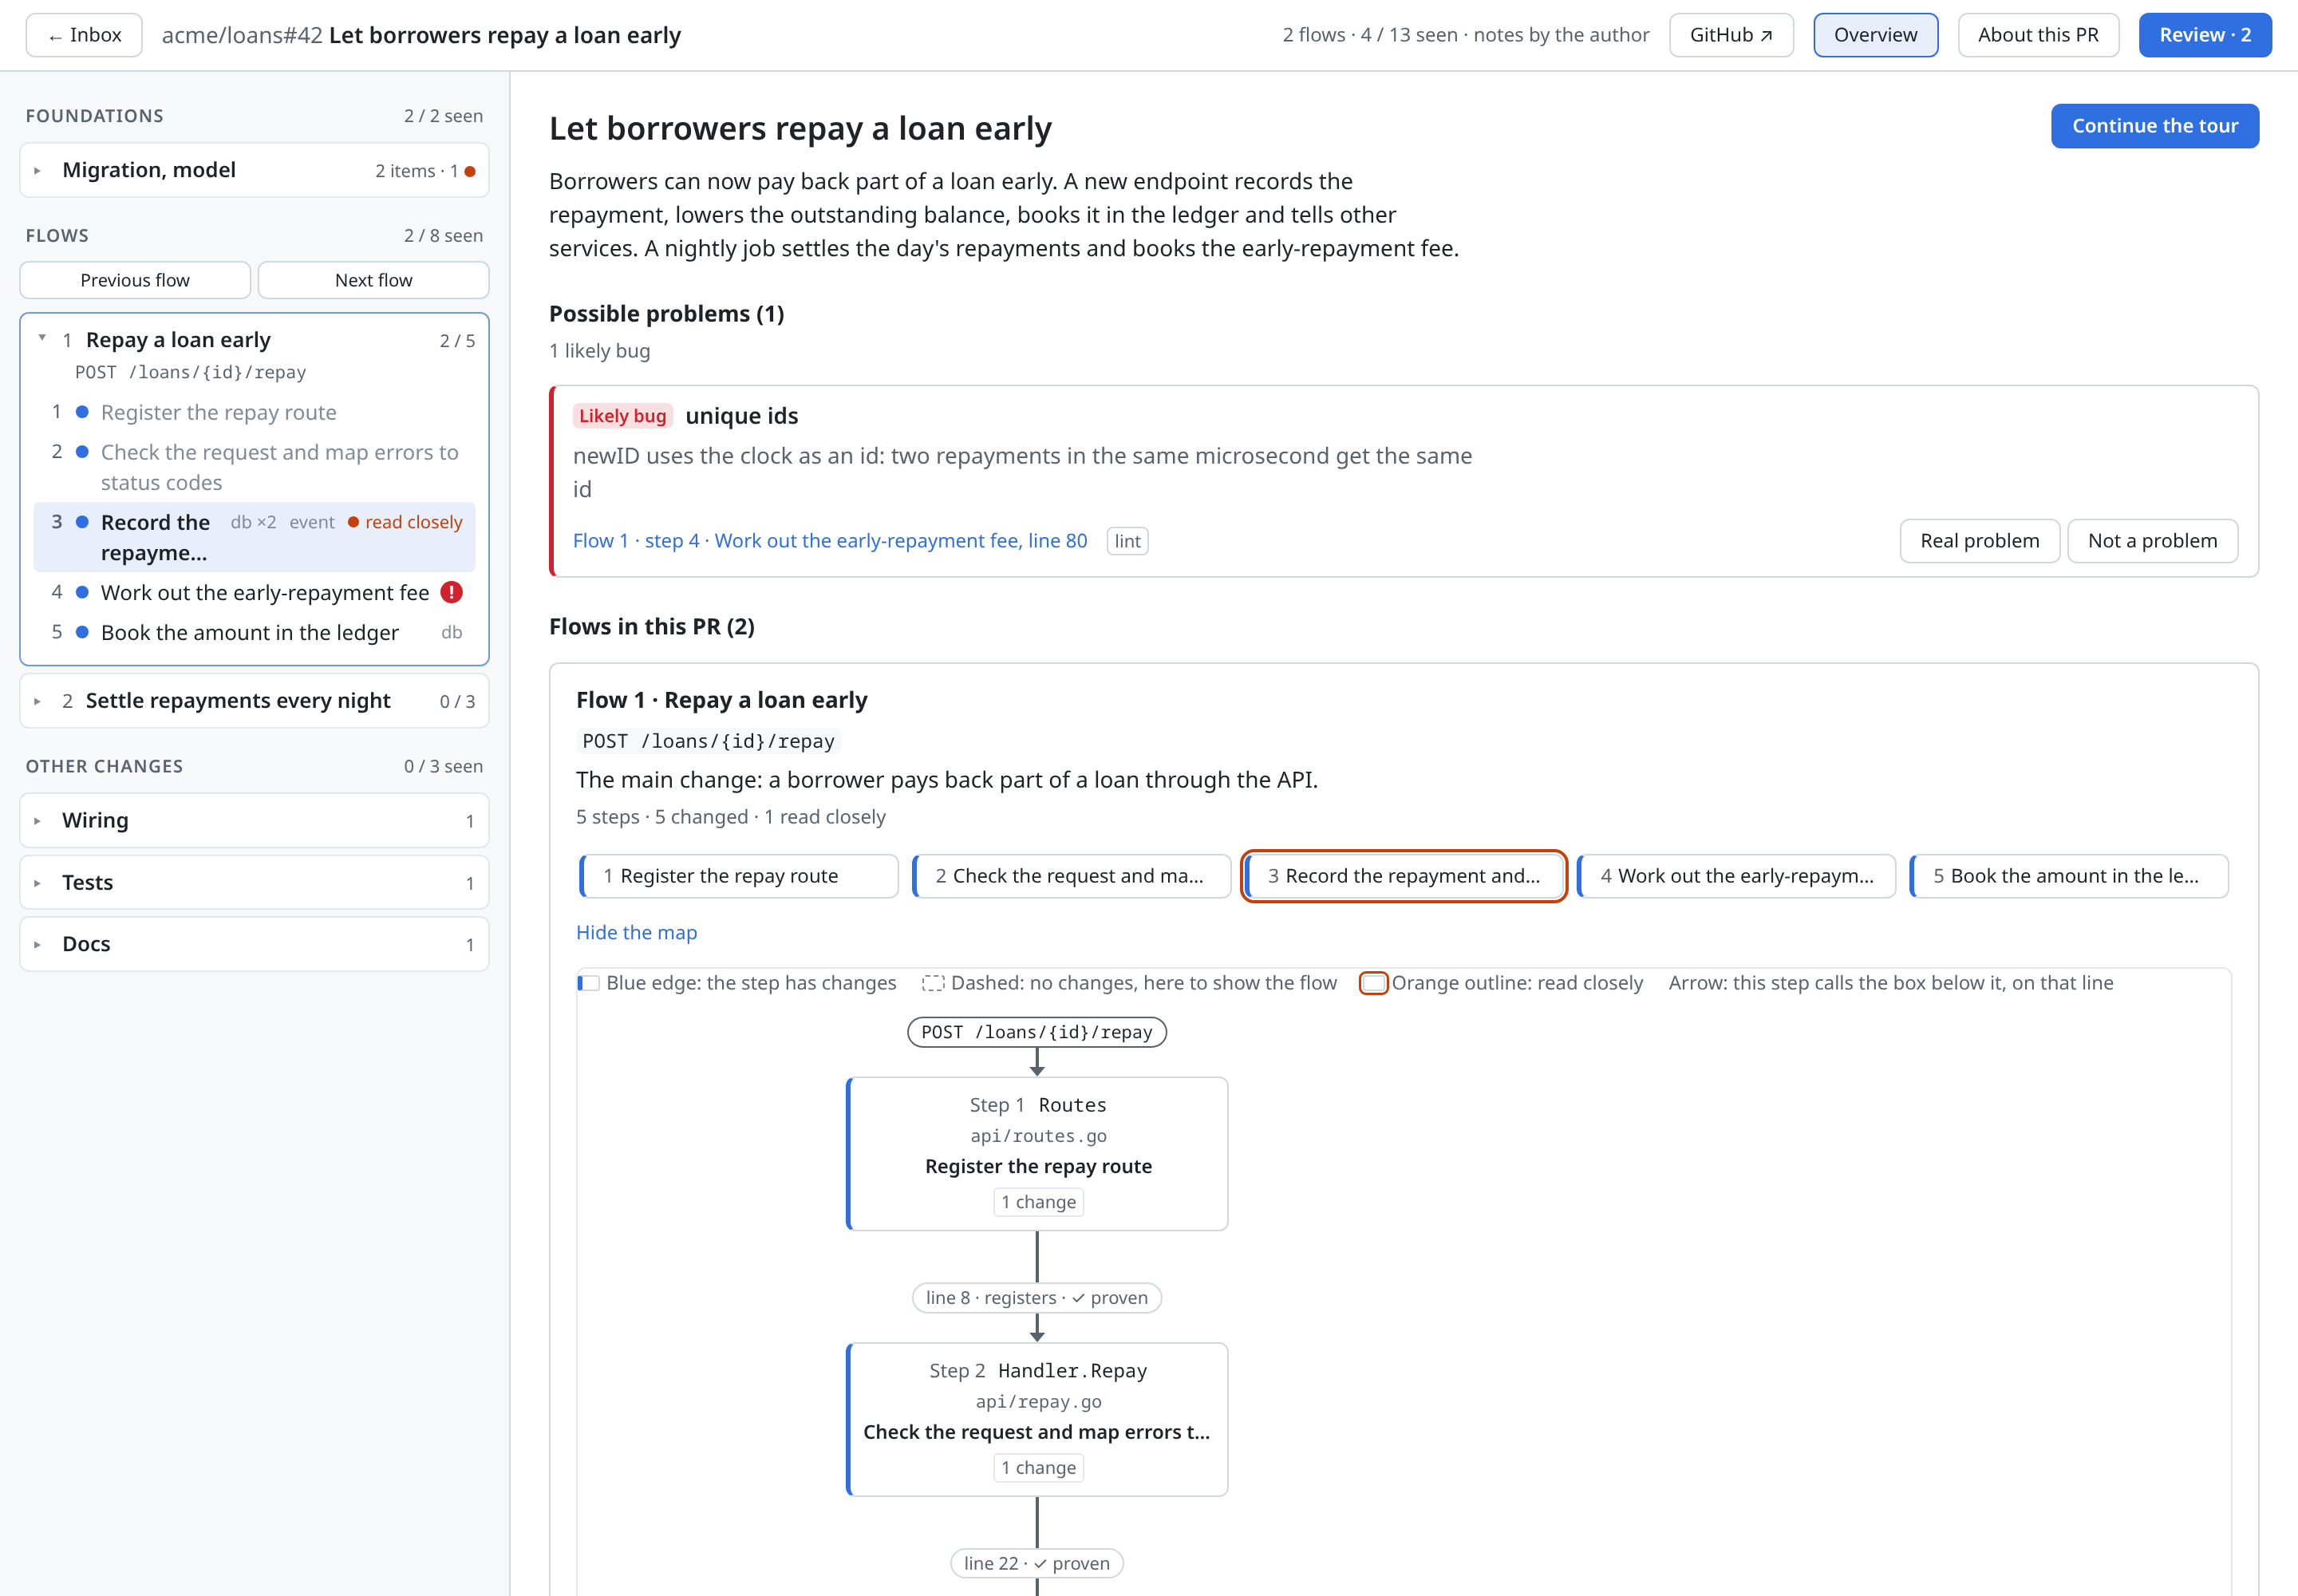 ← Inbox
acme/loans#42 Let borrowers repay a loan early
2 flows · 4 / 13 seen · notes by the author
GitHub ↗
Overview
About this PR
Review · 2
FOUNDATIONS 2 / 2 seen
▸ Migration, model 2 items · 1 ●
FLOWS 2 / 8 seen
Previous flow
Next flow
▾ 1 Repay a loan early 2 / 5
POST /loans/{id}/repay
1 Register the repay route
2 Check the request and map errors to
status codes
3 Record the db ×2 event ● read closely
repayme...
4 Work out the early-repayment fee !
5 Book the amount in the ledger db
▸ 2 Settle repayments every night 0 / 3
OTHER CHANGES 0 / 3 seen
▸ Wiring 1
▸ Tests 1
▸ Docs 1
Let borrowers repay a loan early
Continue the tour
Borrowers can now pay back part of a loan early. A new endpoint records the
repayment, lowers the outstanding balance, books it in the ledger and tells other
services. A nightly job settles the day's repayments and books the early-repayment fee.
Possible problems (1)
1 likely bug
Likely bug unique ids
newID uses the clock as an id: two repayments in the same microsecond get the same
id
Flow 1 · step 4 · Work out the early-repayment fee, line 80 lint
Real problem
Not a problem
Flows in this PR (2)
Flow 1 · Repay a loan early
POST /loans/{id}/repay
The main change: a borrower pays back part of a loan through the API.
5 steps · 5 changed · 1 read closely
1 Register the repay route
2 Check the request and ma...
3 Record the repayment and...
4 Work out the early-repaym...
5 Book the amount in the le...
Hide the map
Blue edge: the step has changes
Dashed: no changes, here to show the flow
Orange outline: read closely
Arrow: this step calls the box below it, on that line
POST /loans/{id}/repay
Step 1 Routes
api/routes.go
Register the repay route
1 change
line 8 · registers · ✓ proven
Step 2 Handler.Repay
api/repay.go
Check the request and map errors t...
1 change
line 22 · ✓ proven